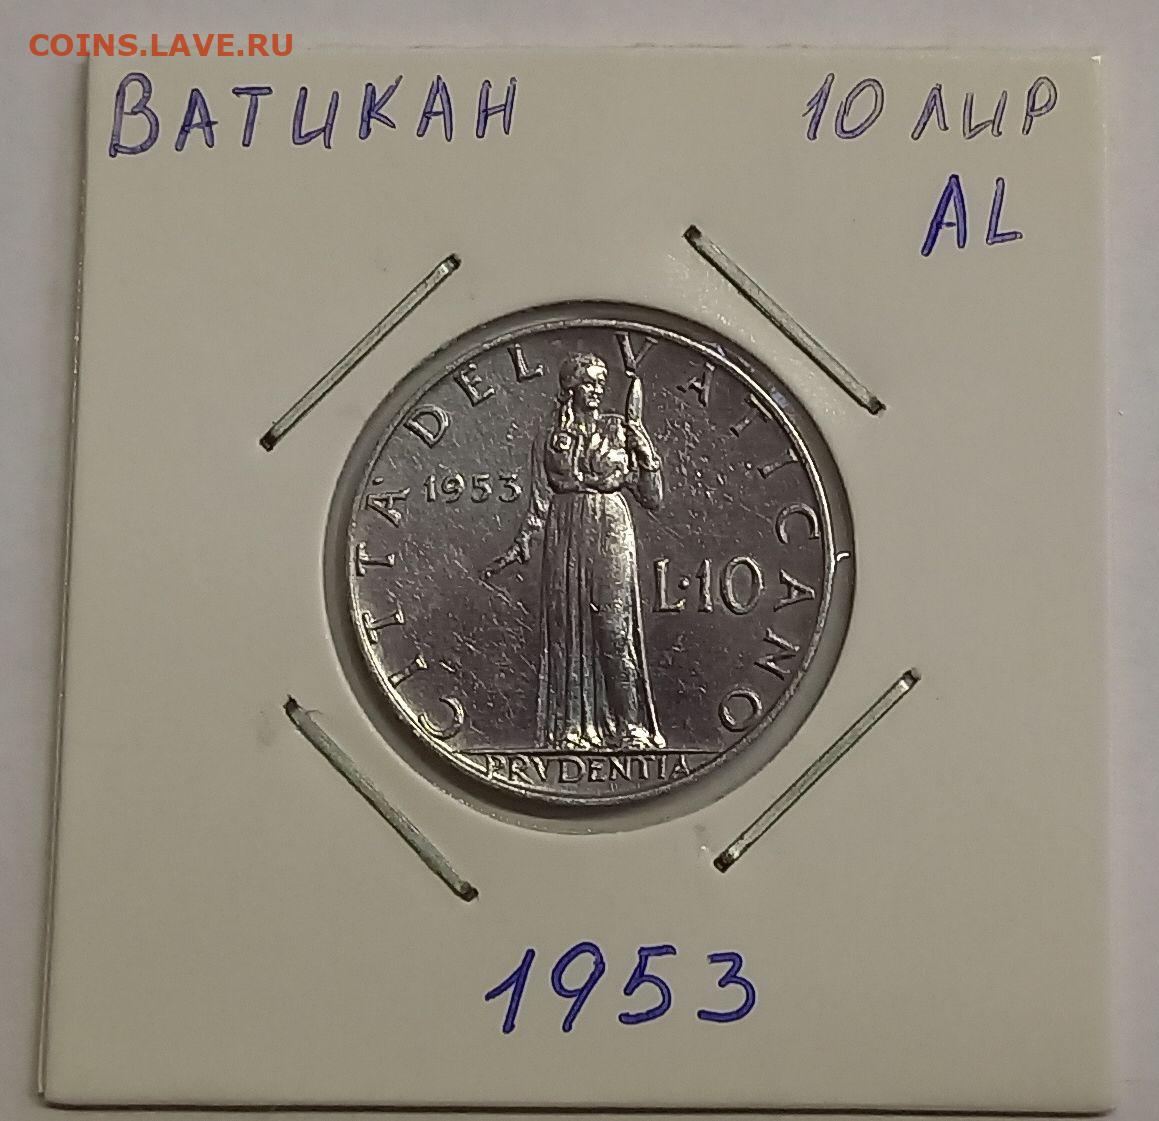 COINS.LAVE.RU
ВАТИКАН 10 ЛИР
AL
CITTA' DEL VATICANO
1953
L·10
PRVDENTIA
1953